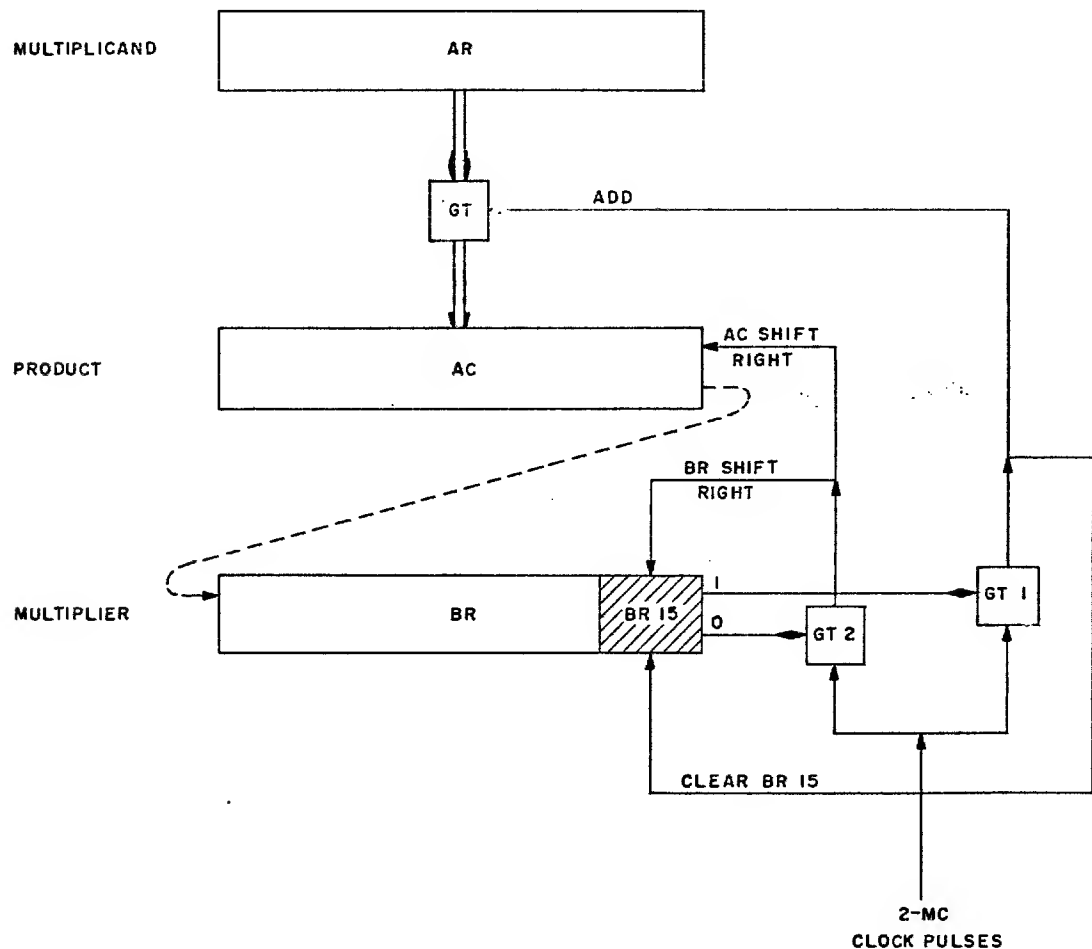 MULTIPLICAND
AR
GT
ADD
AC SHIFT
RIGHT
PRODUCT
AC
BR SHIFT
RIGHT
MULTIPLIER
BR
BR 15
1
0
GT 2
GT 1
CLEAR BR 15
2-MC
CLOCK PULSES